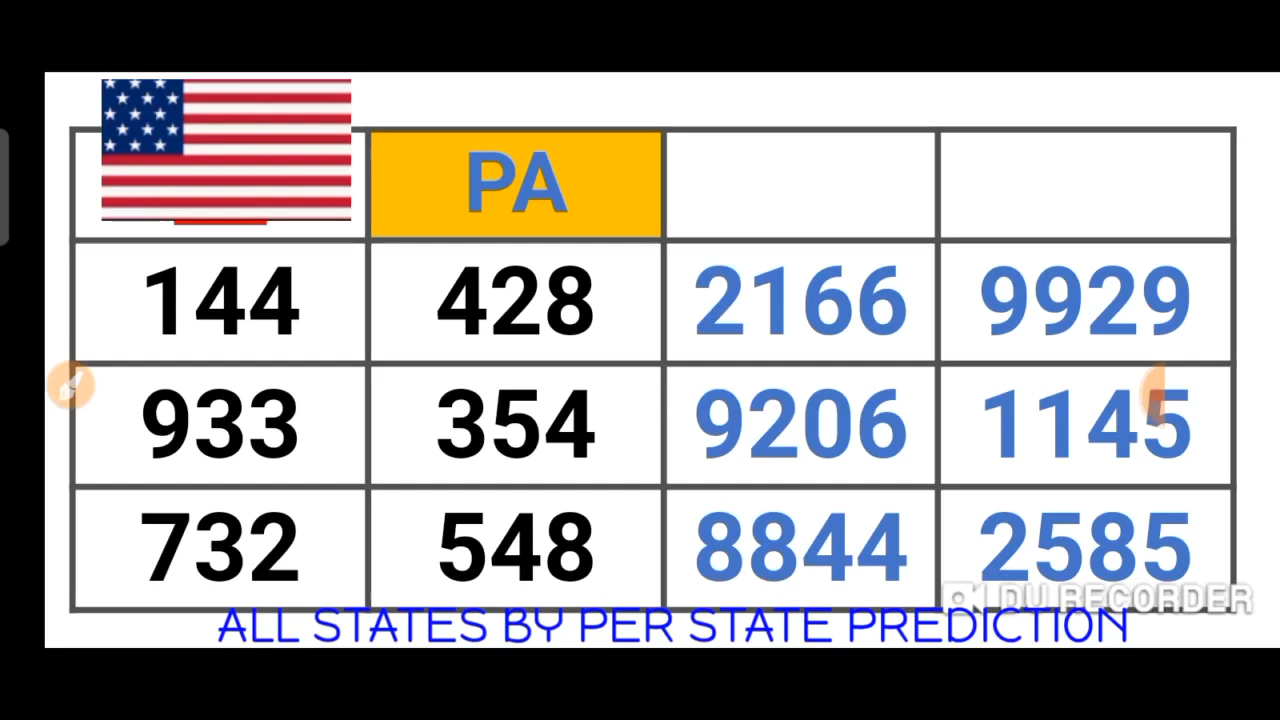 PA
144 428 2166 9929
933 354 9206 1145
732 548 8844 2585
DU RECORDER
ALL STATES BY PER STATE PREDICTION